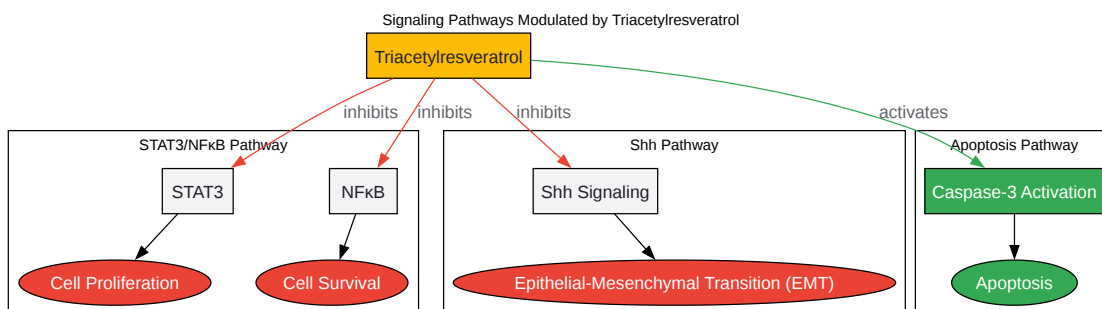 Signaling Pathways Modulated by Triacetylresveratrol
Triacetylresveratrol
inhibits
inhibits
inhibits
activates
STAT3/NFκB Pathway
Shh Pathway
Apoptosis Pathway
STAT3
NFκB
Shh Signaling
Caspase-3 Activation
Cell Proliferation
Cell Survival
Epithelial-Mesenchymal Transition (EMT)
Apoptosis